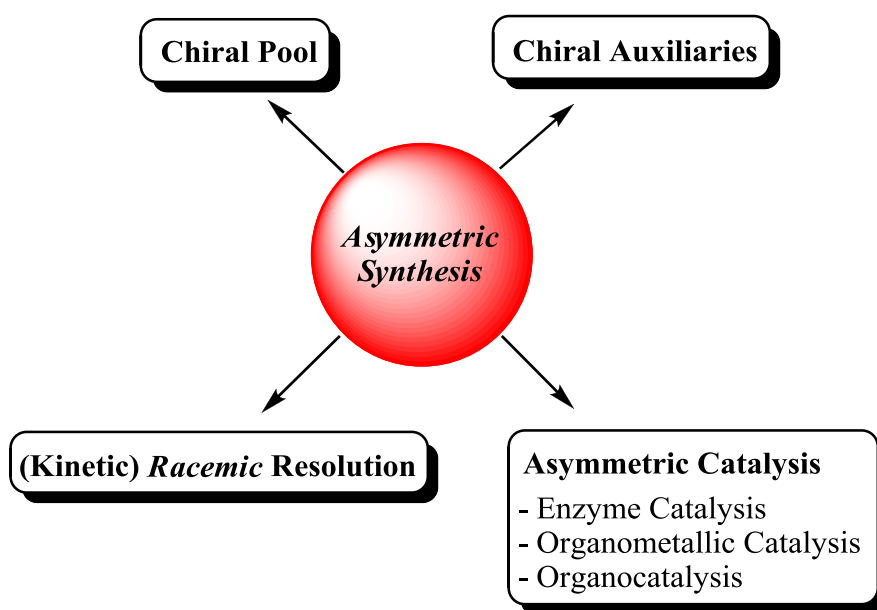 Chiral Pool
Chiral Auxiliaries
Asymmetric
Synthesis
(Kinetic) Racemic Resolution
Asymmetric Catalysis
- Enzyme Catalysis
- Organometallic Catalysis
- Organocatalysis